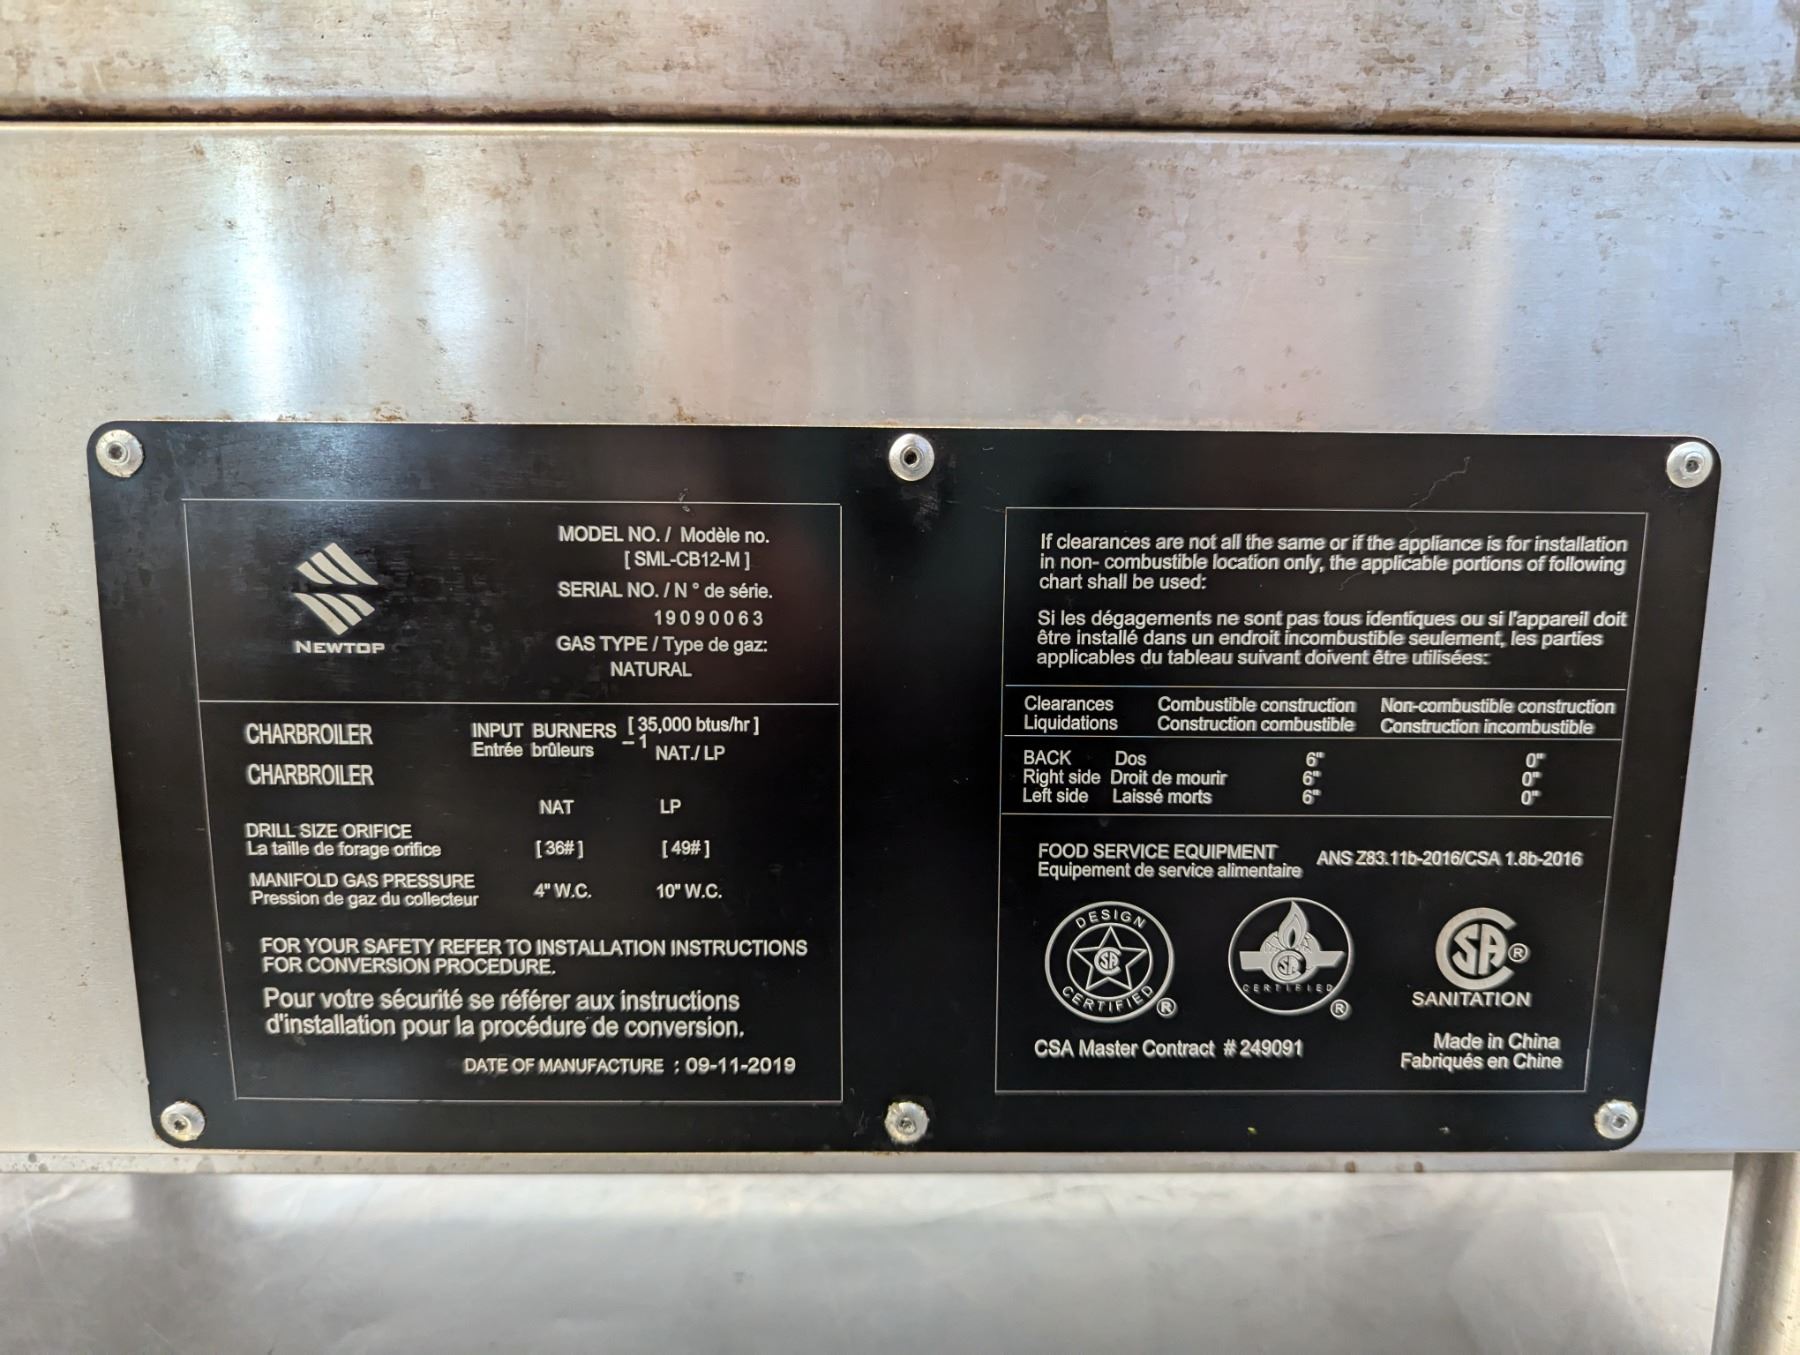 NEWTOP
MODEL NO. / Modèle no.
[ SML-CB12-M ]
SERIAL NO. / N ° de série.
19090063
GAS TYPE / Type de gaz:
NATURAL
CHARBROILER
CHARBROILER
INPUT BURNERS [ 35,000 btus/hr ]
Entrée brûleurs – 1 NAT./ LP
NAT LP
DRILL SIZE ORIFICE
La taille de forage orifice [ 36# ] [ 49# ]
MANIFOLD GAS PRESSURE
Pression de gaz du collecteur 4" W.C. 10" W.C.
FOR YOUR SAFETY REFER TO INSTALLATION INSTRUCTIONS
FOR CONVERSION PROCEDURE.
Pour votre sécurité se référer aux instructions
d'installation pour la procédure de conversion.
DATE OF MANUFACTURE : 09-11-2019
If clearances are not all the same or if the appliance is for installation
in non- combustible location only, the applicable portions of following
chart shall be used:
Si les dégagements ne sont pas tous identiques ou si l'appareil doit
être installé dans un endroit incombustible seulement, les parties
applicables du tableau suivant doivent être utilisées:
Clearances Combustible construction Non-combustible construction
Liquidations Construction combustible Construction incombustible
BACK Dos 6" 0"
Right side Droit de mourir 6" 0"
Left side Laissé morts 6" 0"
FOOD SERVICE EQUIPMENT
Equipement de service alimentaire
ANS Z83.11b-2016/CSA 1.8b-2016
DESIGN
SA
CERTIFIED ®
SA
CERTIFIED
®
SA ®
SANITATION
CSA Master Contract # 249091
Made in China
Fabriqués en Chine